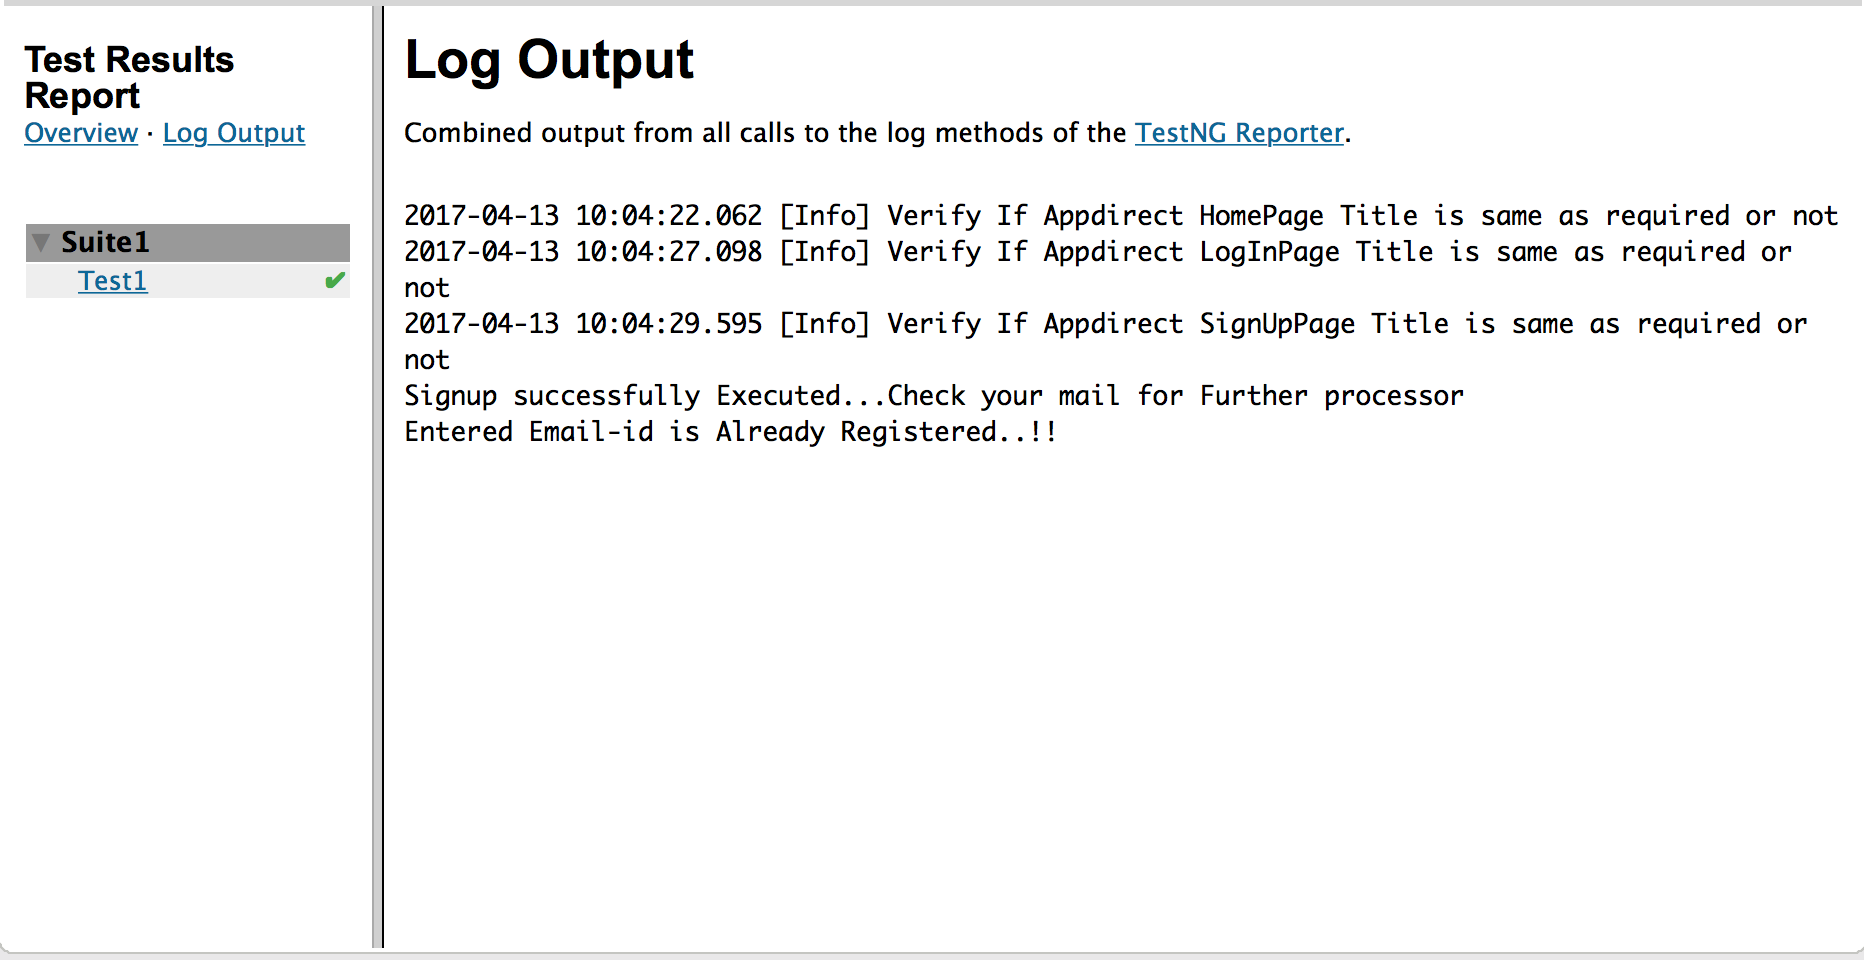 Test Results
Report
Overview · Log Output
▼ Suite1
Test1 ✔
Log Output
Combined output from all calls to the log methods of the TestNG Reporter.
2017-04-13 10:04:22.062 [Info] Verify If Appdirect HomePage Title is same as required or not
2017-04-13 10:04:27.098 [Info] Verify If Appdirect LogInPage Title is same as required or
not
2017-04-13 10:04:29.595 [Info] Verify If Appdirect SignUpPage Title is same as required or
not
Signup successfully Executed...Check your mail for Further processor
Entered Email-id is Already Registered..!!